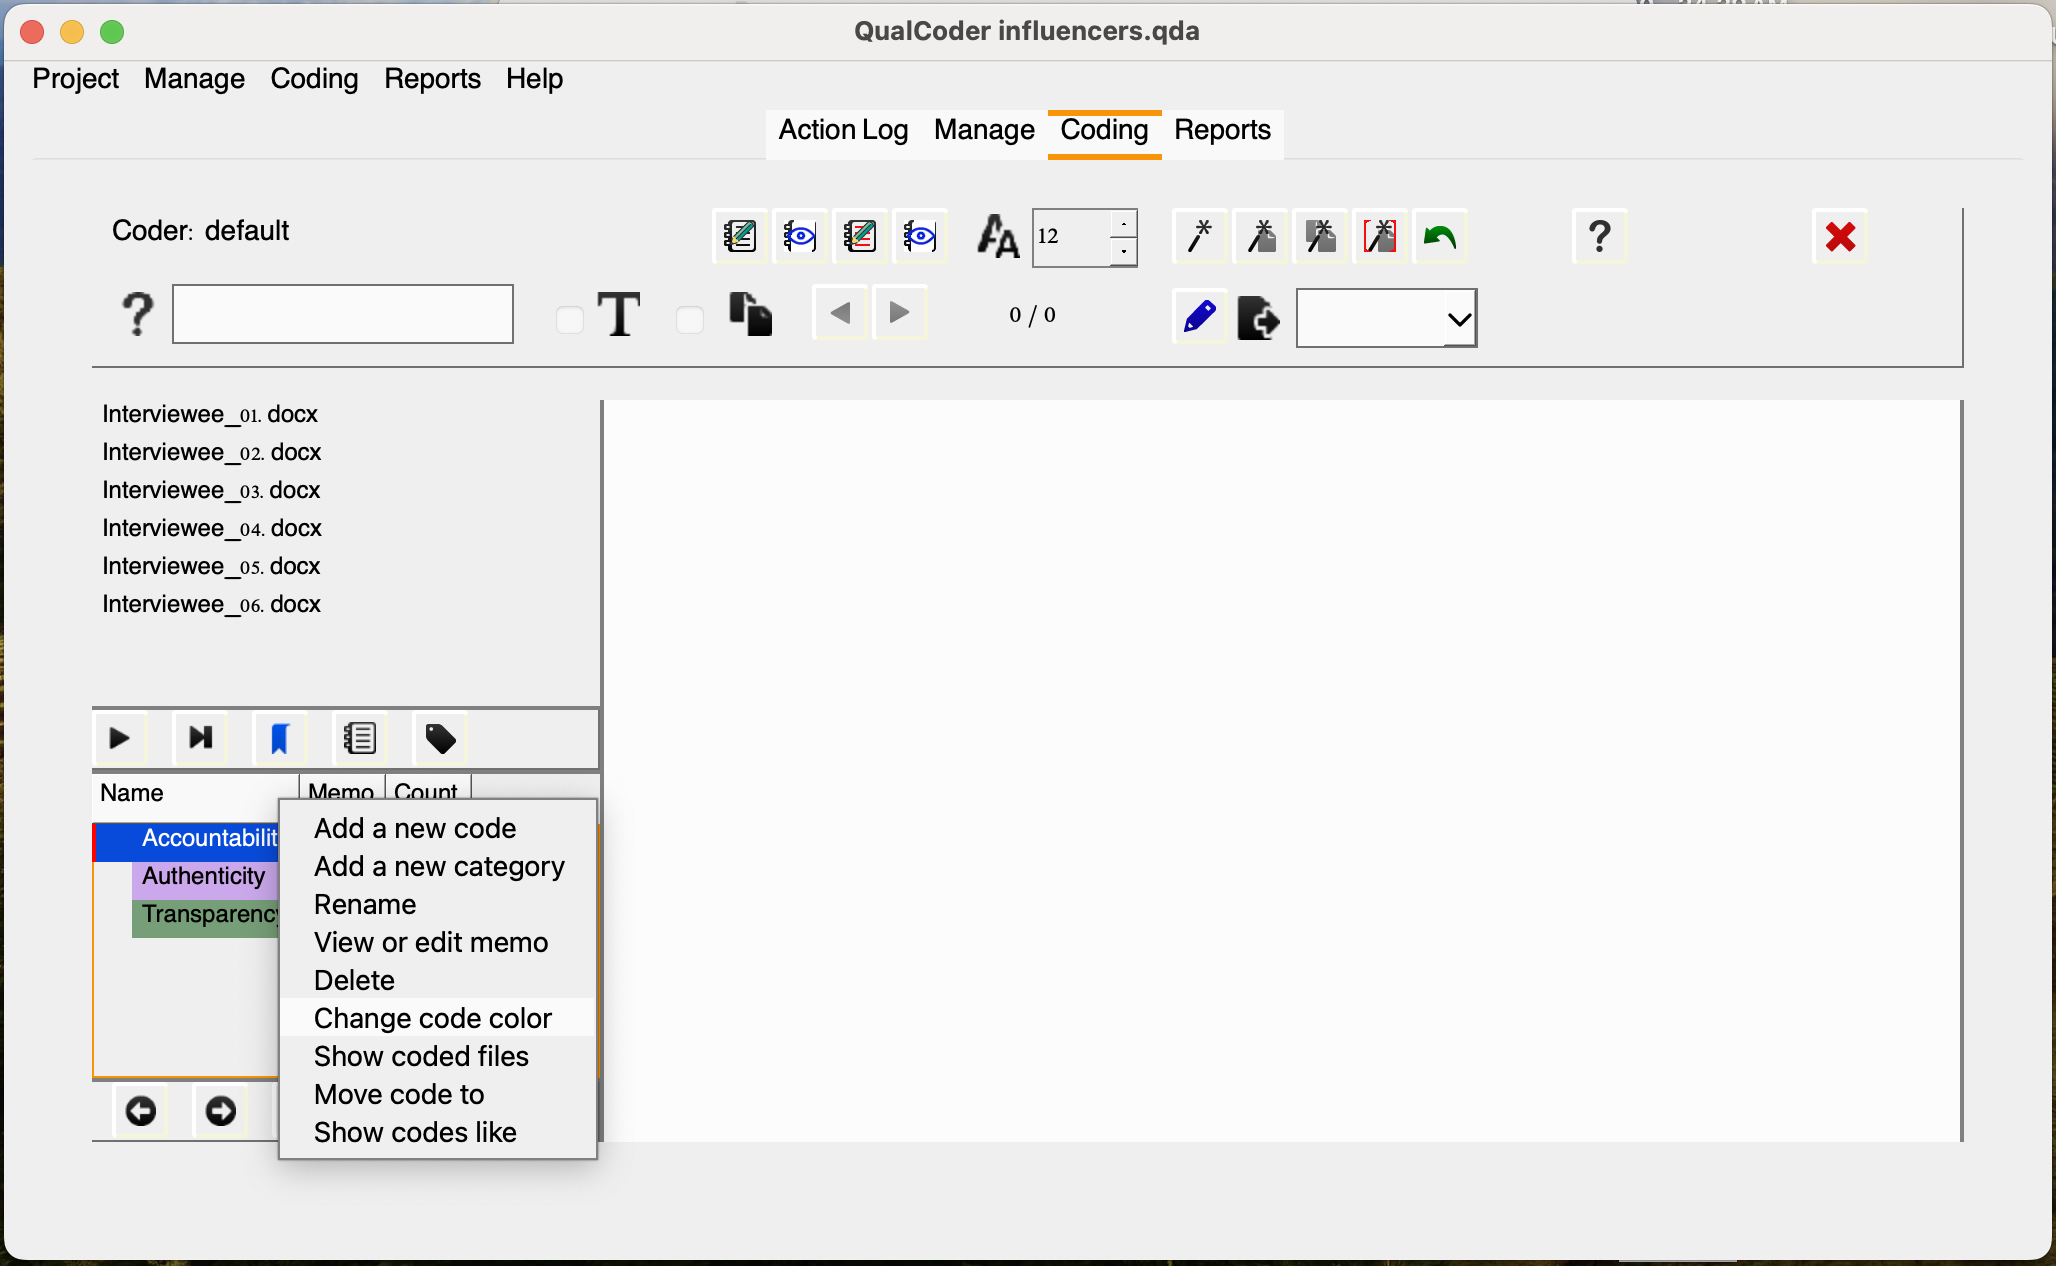 QualCoder influencers.qda
Project Manage Coding Reports Help
Action Log Manage Coding Reports
Coder: default
12
0 / 0
Interviewee_01. docx
Interviewee_02. docx
Interviewee_03. docx
Interviewee_04. docx
Interviewee_05. docx
Interviewee_06. docx
Name Memo Count
Accountabilit
Authenticity
Transparency
Add a new code
Add a new category
Rename
View or edit memo
Delete
Change code color
Show coded files
Move code to
Show codes like